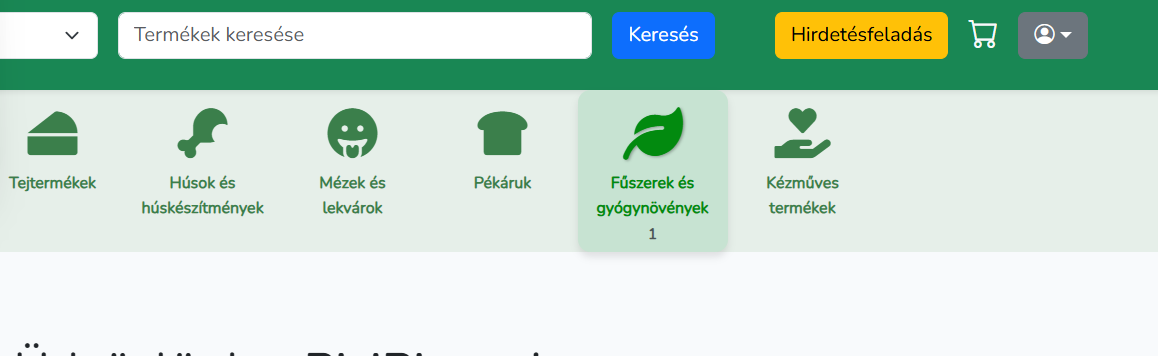 Termékek keresése
Keresés
Hirdetésfeladás
Tejtermékek
Húsok és
húskészítmények
Mézek és
lekvárok
Pékáruk
Fűszerek és
gyógynövények
1
Kézműves
termékek